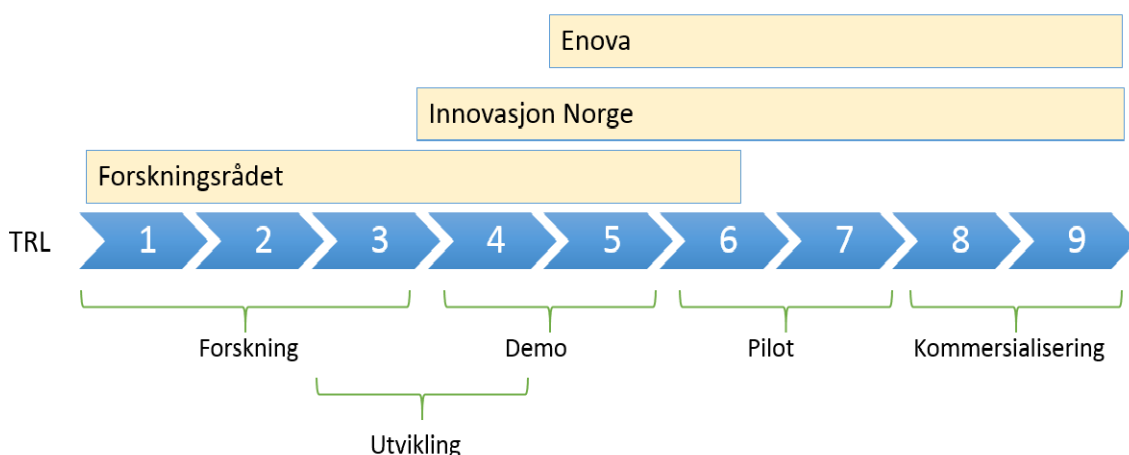 Enova
Innovasjon Norge
Forskningsrådet
TRL 1 2 3 4 5 6 7 8 9
Forskning Demo Pilot Kommersialisering
Utvikling